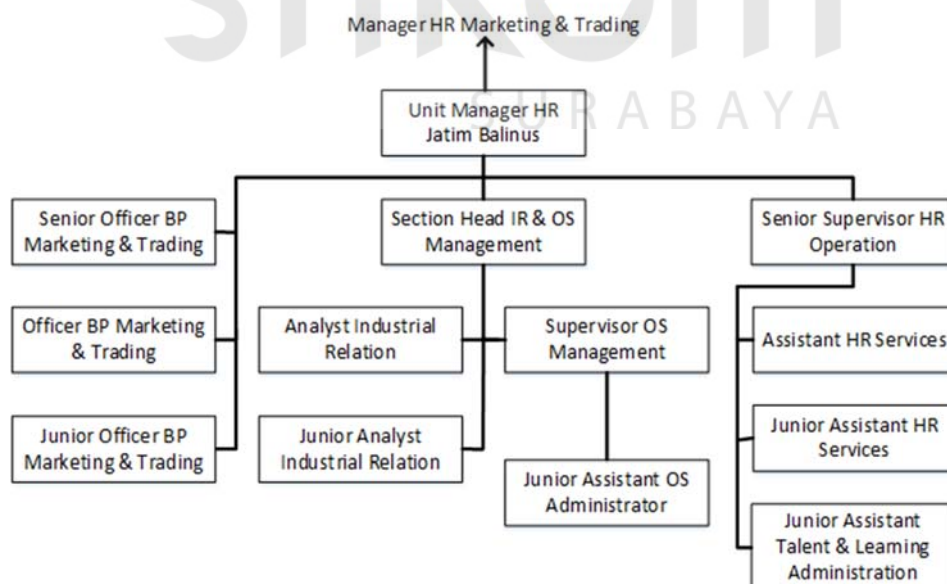 Manager HR Marketing & Trading
SURABAYA
Unit Manager HR
Jatim Balinus
Senior Officer BP
Marketing & Trading
Section Head IR & OS
Management
Senior Supervisor HR
Operation
Officer BP Marketing
& Trading
Analyst Industrial
Relation
Supervisor OS
Management
Assistant HR Services
Junior Officer BP
Marketing & Trading
Junior Analyst
Industrial Relation
Junior Assistant OS
Administrator
Junior Assistant HR
Services
Junior Assistant
Talent & Learning
Administration